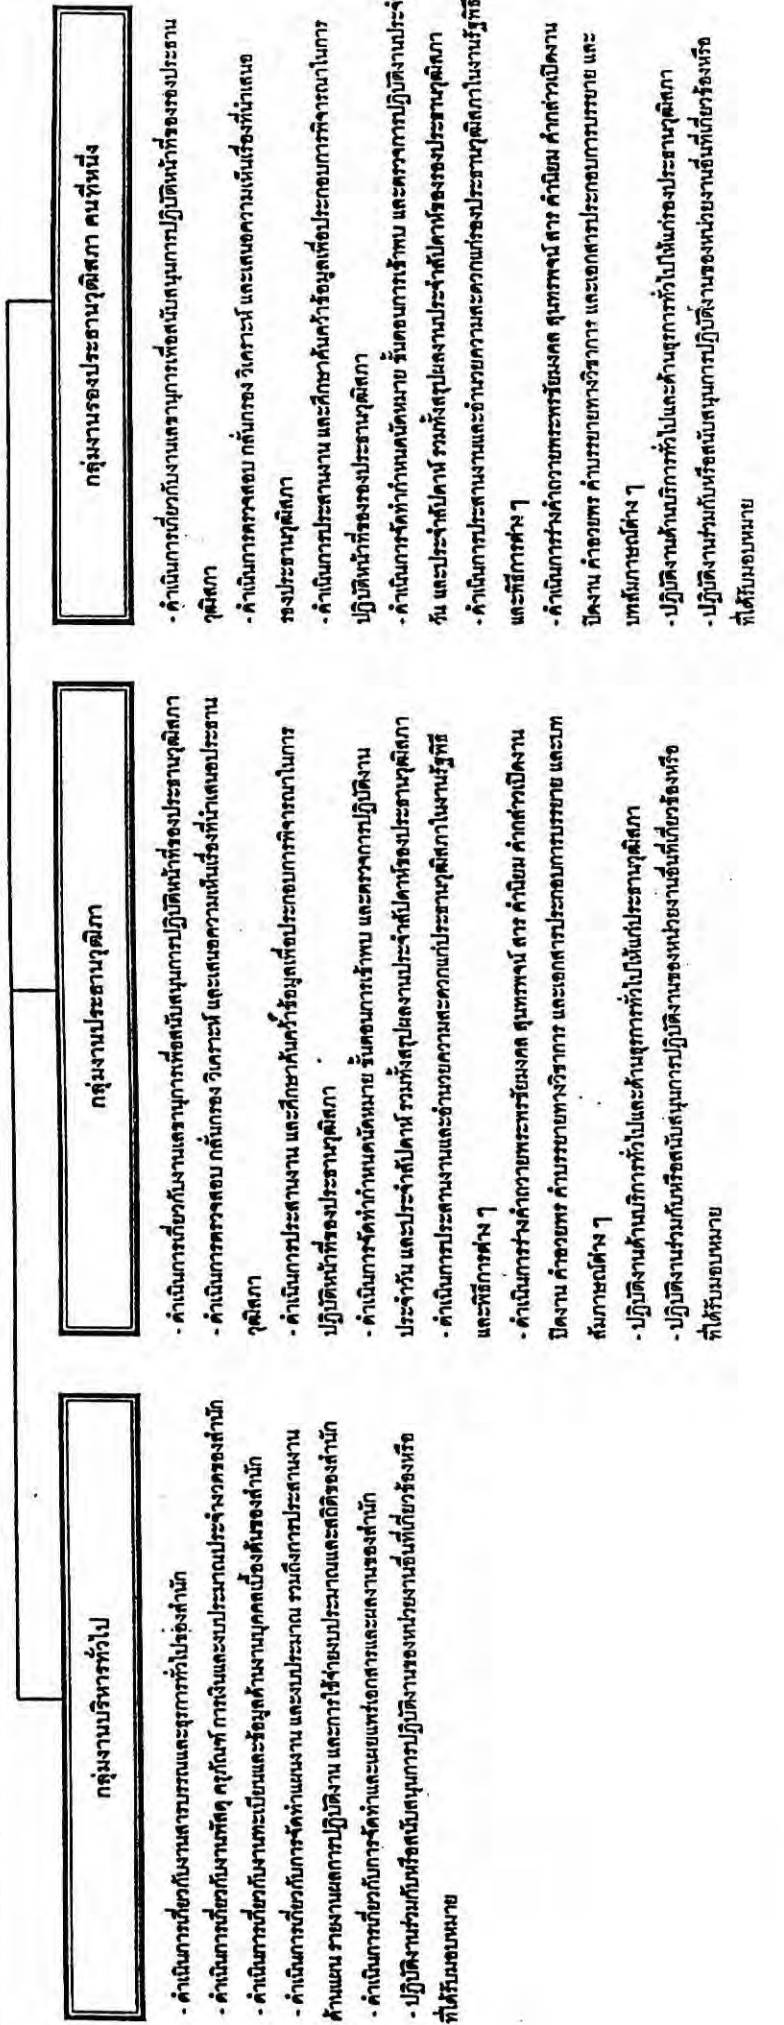 กลุ่มงานบริหารทั่วไป
- ดำเนินการเกี่ยวกับงานสารบรรณและธุรการทั่วไปของสำนัก
- ดำเนินการเกี่ยวกับงานพัสดุ ครุภัณฑ์ การเงินและงบประมาณประจำงวดของสำนัก
- ดำเนินการเกี่ยวกับงานทะเบียนและข้อมูลด้านงานบุคคลเบื้องต้นของสำนัก
- ดำเนินการเกี่ยวกับการจัดทำแผนงาน และงบประมาณ รวมถึงการประสานงาน
ด้านแผน รายงานผลการปฏิบัติงาน และการใช้จ่ายงบประมาณและสถิติของสำนัก
- ดำเนินการเกี่ยวกับการจัดทำและเผยแพร่เอกสารและผลงานของสำนัก
- ปฏิบัติงานร่วมกับหรือสนับสนุนการปฏิบัติงานของหน่วยงานอื่นที่เกี่ยวข้องหรือ
ที่ได้รับมอบหมาย
กลุ่มงานประธานวุฒิสภา
- ดำเนินการเกี่ยวกับงานเลขานุการเพื่อสนับสนุนการปฏิบัติหน้าที่ของประธานวุฒิสภา
- ดำเนินการตรวจสอบ กลั่นกรอง วิเคราะห์ และเสนอความเห็นเรื่องที่นำเสนอประธาน
วุฒิสภา
- ดำเนินการประสานงาน และศึกษาค้นคว้าข้อมูลเพื่อประกอบการพิจารณาในการ
ปฏิบัติหน้าที่ของประธานวุฒิสภา
- ดำเนินการจัดทำกำหนดนัดหมาย ขั้นตอนการเข้าพบ และตรวจการปฏิบัติงาน
ประจำวัน และประจำสัปดาห์ รวมทั้งสรุปผลงานประจำสัปดาห์ของประธานวุฒิสภา
- ดำเนินการประสานงานและอำนวยความสะดวกแก่ประธานวุฒิสภาในงานรัฐพิธี
และพิธีการต่าง ๆ
- ดำเนินการร่างคำถวายพระพรชัยมงคล สุนทรพจน์ สาร คำนิยม คำกล่าวเปิดงาน
ปิดงาน คำอวยพร คำบรรยายทางวิชาการ และเอกสารประกอบการบรรยาย และบท
สัมภาษณ์ต่าง ๆ
- ปฏิบัติงานด้านบริการทั่วไปและด้านธุรการทั่วไปให้แก่ประธานวุฒิสภา
- ปฏิบัติงานร่วมกับหรือสนับสนุนการปฏิบัติงานของหน่วยงานอื่นที่เกี่ยวข้องหรือ
ที่ได้รับมอบหมาย
กลุ่มงานรองประธานวุฒิสภา คนที่หนึ่ง
- ดำเนินการเกี่ยวกับงานเลขานุการเพื่อสนับสนุนการปฏิบัติหน้าที่ของรองประธาน
วุฒิสภา
- ดำเนินการตรวจสอบ กลั่นกรอง วิเคราะห์ และเสนอความเห็นเรื่องที่นำเสนอ
รองประธานวุฒิสภา
- ดำเนินการประสานงาน และศึกษาค้นคว้าข้อมูลเพื่อประกอบการพิจารณาในการ
ปฏิบัติหน้าที่ของรองประธานวุฒิสภา
- ดำเนินการจัดทำกำหนดนัดหมาย ขั้นตอนการเข้าพบ และตรวจการปฏิบัติงานประจำ
วัน และประจำสัปดาห์ รวมทั้งสรุปผลงานประจำสัปดาห์ของรองประธานวุฒิสภา
- ดำเนินการประสานงานและอำนวยความสะดวกแก่รองประธานวุฒิสภาในงานรัฐพิธี
และพิธีการต่าง ๆ
- ดำเนินการร่างคำถวายพระพรชัยมงคล สุนทรพจน์ สาร คำนิยม คำกล่าวเปิดงาน
ปิดงาน คำอวยพร คำบรรยายทางวิชาการ และเอกสารประกอบการบรรยาย และ
บทสัมภาษณ์ต่าง ๆ
- ปฏิบัติงานด้านบริการทั่วไปและด้านธุรการทั่วไปให้แก่รองประธานวุฒิสภา
- ปฏิบัติงานร่วมกับหรือสนับสนุนการปฏิบัติงานของหน่วยงานอื่นที่เกี่ยวข้องหรือ
ที่ได้รับมอบหมาย